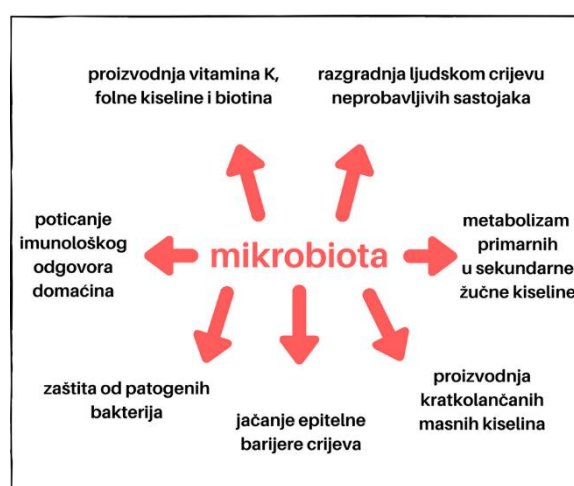 proizvodnja vitamina K,
folne kiseline i biotina
razgradnja ljudskom crijevu
neprobavljivih sastojaka
poticanje
imunološkog
odgovora
domaćina
mikrobiota
metabolizam
primarnih
u sekundarne
žučne kiseline
zaštita od patogenih
bakterija
jačanje epitelne
barijere crijeva
proizvodnja
kratkolančanih
masnih kiselina